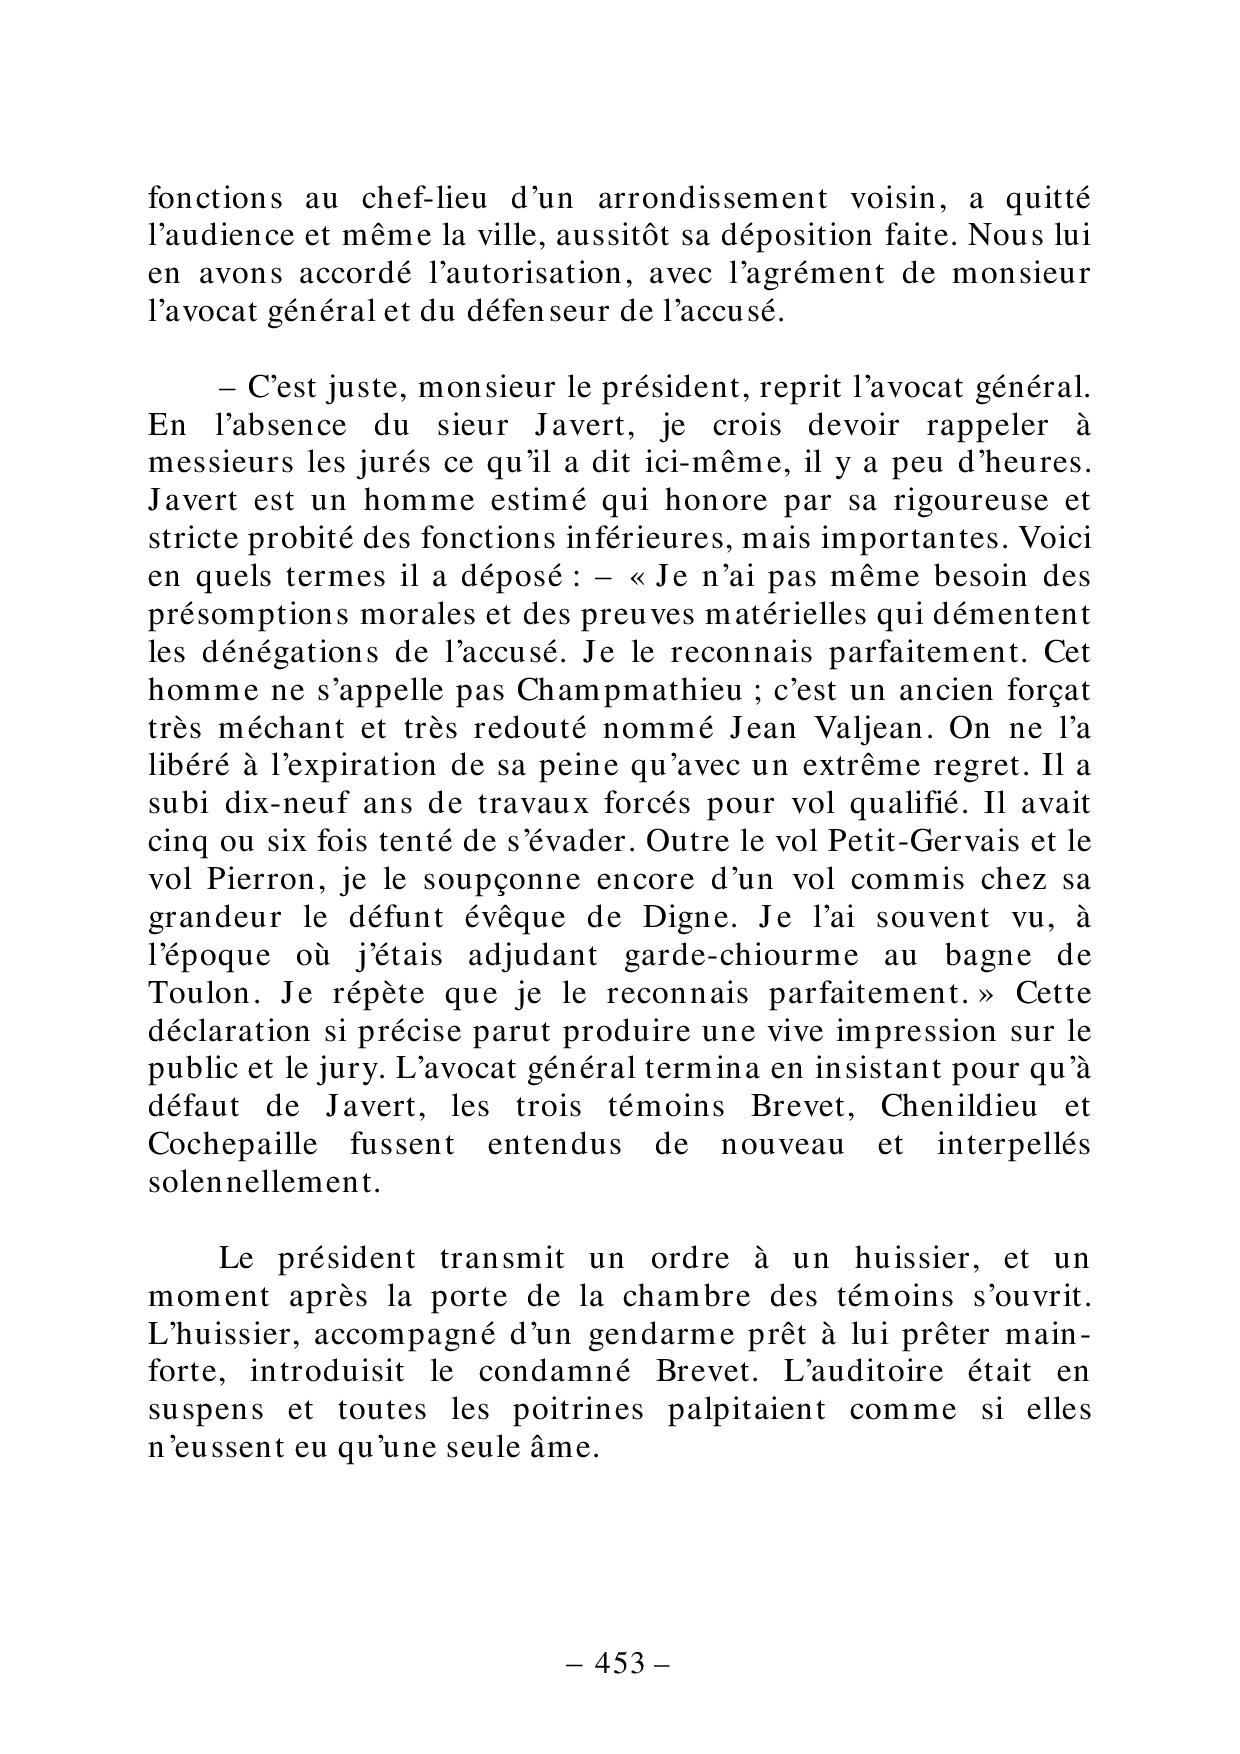 fonctions au chef-lieu d’un arrondissement voisin, a quitté
l’audience et même la ville, aussitôt sa déposition faite. Nous lui
en avons accordé l’autorisation, avec l’agrément de monsieur
l’avocat général et du défenseur de l’accusé.
– C’est juste, monsieur le président, reprit l’avocat général.
En l’absence du sieur Javert, je crois devoir rappeler à
messieurs les jurés ce qu’il a dit ici-même, il y a peu d’heures.
Javert est un homme estimé qui honore par sa rigoureuse et
stricte probité des fonctions inférieures, mais importantes. Voici
en quels termes il a déposé : – « Je n’ai pas même besoin des
présomptions morales et des preuves matérielles qui démentent
les dénégations de l’accusé. Je le reconnais parfaitement. Cet
homme ne s’appelle pas Champmathieu ; c’est un ancien forçat
très méchant et très redouté nommé Jean Valjean. On ne l’a
libéré à l’expiration de sa peine qu’avec un extrême regret. Il a
subi dix-neuf ans de travaux forcés pour vol qualifié. Il avait
cinq ou six fois tenté de s’évader. Outre le vol Petit-Gervais et le
vol Pierron, je le soupçonne encore d’un vol commis chez sa
grandeur le défunt évêque de Digne. Je l’ai souvent vu, à
l’époque où j’étais adjudant garde-chiourme au bagne de
Toulon. Je répète que je le reconnais parfaitement. » Cette
déclaration si précise parut produire une vive impression sur le
public et le jury. L’avocat général termina en insistant pour qu’à
défaut de Javert, les trois témoins Brevet, Chenildieu et
Cochepaille fussent entendus de nouveau et interpellés
solennellement.
Le président transmit un ordre à un huissier, et un
moment après la porte de la chambre des témoins s’ouvrit.
L’huissier, accompagné d’un gendarme prêt à lui prêter main-
forte, introduisit le condamné Brevet. L’auditoire était en
suspens et toutes les poitrines palpitaient comme si elles
n’eussent eu qu’une seule âme.
– 453 –